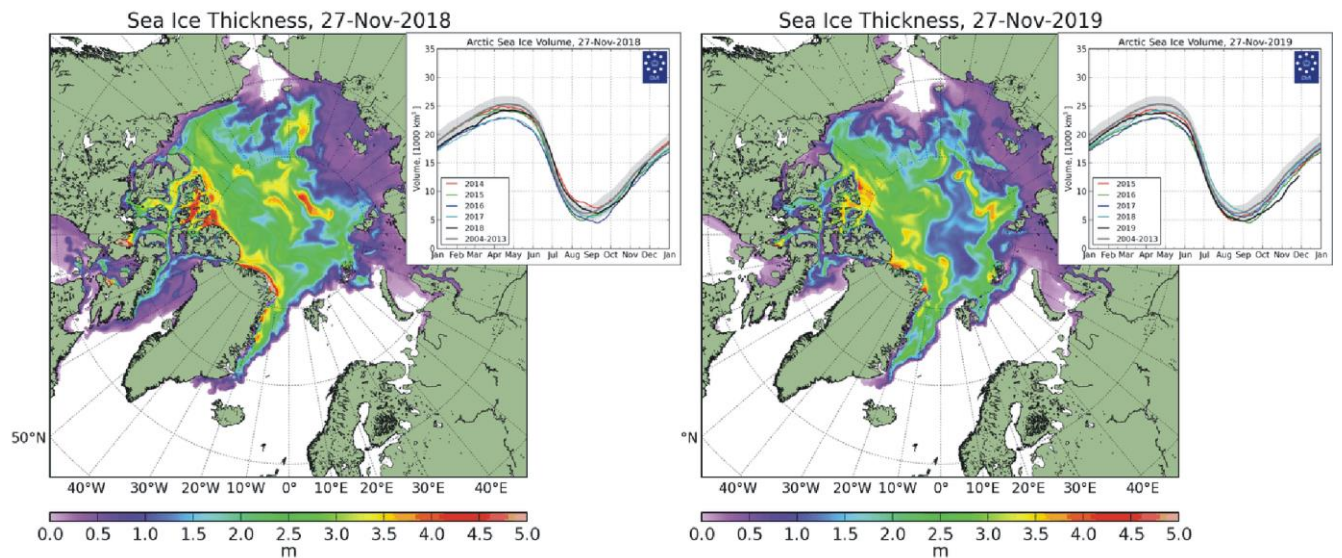 Sea Ice Thickness, 27-Nov-2018
Arctic Sea Ice Volume, 27-Nov-2018
35
30
25
20
15
10
5
0
Volume, [1000 km³]
2014
2015
2016
2017
2018
2004-2013
Jan Feb Mar Apr May Jun Jul Aug Sep Oct Nov Dec Jan
50°N
40°W 30°W 20°W 10°W 0° 10°E 20°E 30°E 40°E
0.0 0.5 1.0 1.5 2.0 2.5 3.0 3.5 4.0 4.5 5.0
m
Sea Ice Thickness, 27-Nov-2019
Arctic Sea Ice Volume, 27-Nov-2019
35
30
25
20
15
10
5
0
Volume, [1000 km³]
2015
2016
2017
2018
2019
2004-2013
Jan Feb Mar Apr May Jun Jul Aug Sep Oct Nov Dec Jan
°N
40°W 30°W 20°W 10°W 0° 10°E 20°E 30°E 40°E
0.0 0.5 1.0 1.5 2.0 2.5 3.0 3.5 4.0 4.5 5.0
m